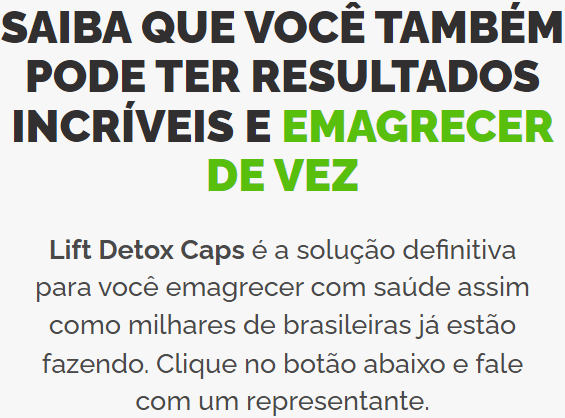 SAIBA QUE VOCÊ TAMBÉM
PODE TER RESULTADOS
INCRÍVEIS E EMAGRECER
DE VEZ
Lift Detox Caps é a solução definitiva
para você emagrecer com saúde assim
como milhares de brasileiras já estão
fazendo. Clique no botão abaixo e fale
com um representante.